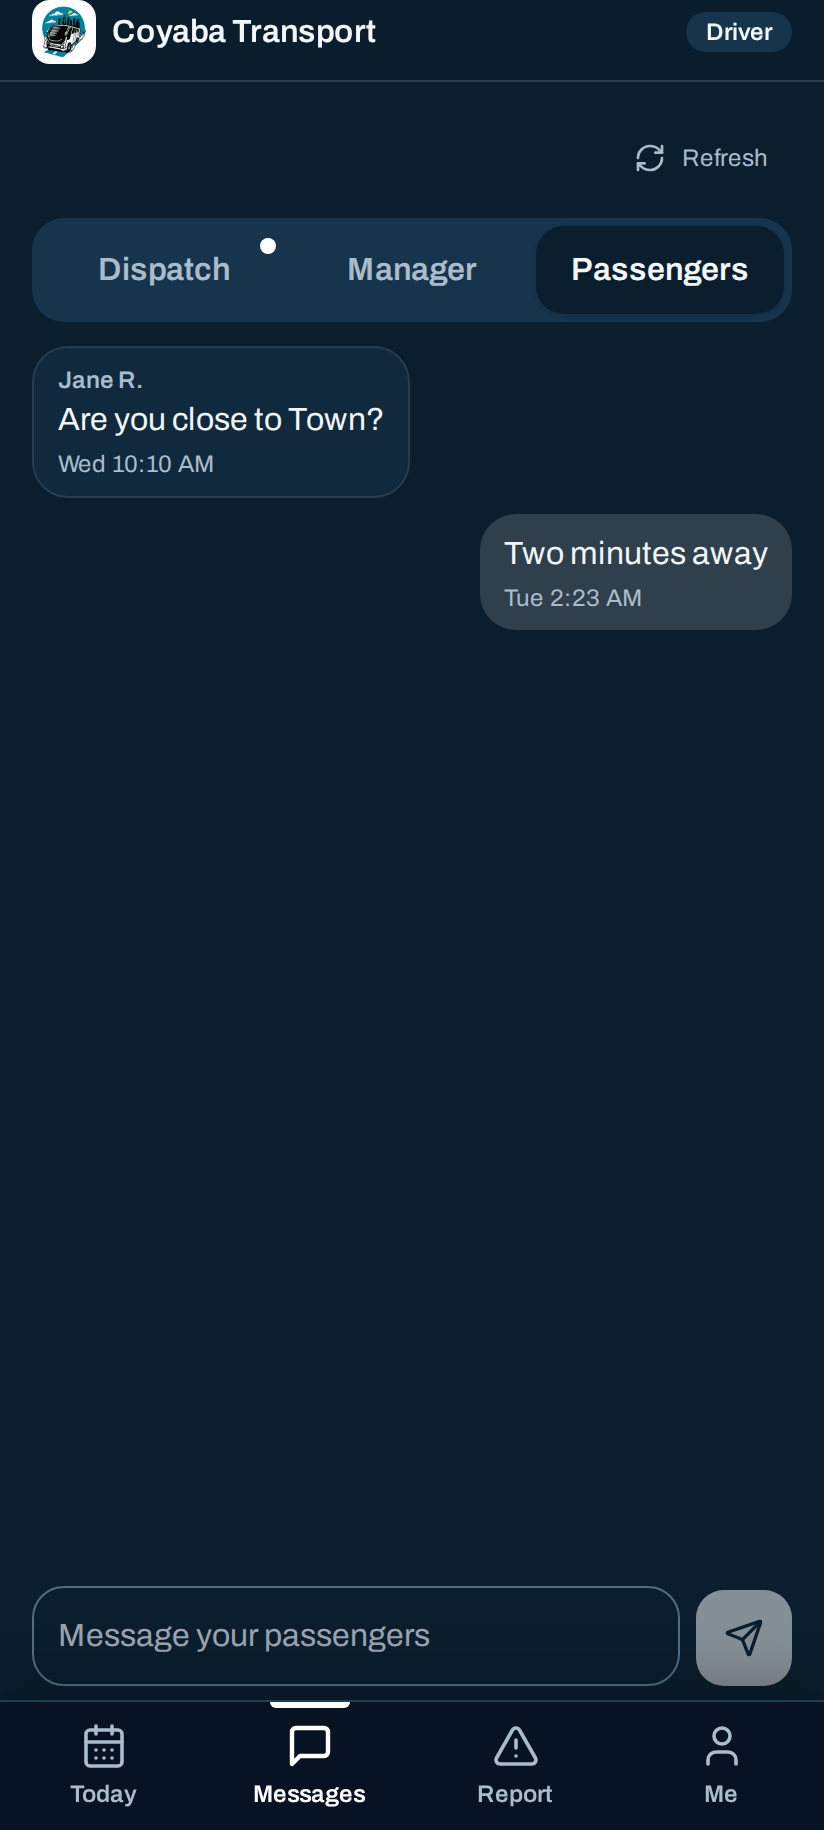 Coyaba Transport
Driver
Refresh
Dispatch
Manager
Passengers
Jane R.
Are you close to Town?
Wed 10:10 AM
Two minutes away
Tue 2:23 AM
Message your passengers
Today
Messages
Report
Me